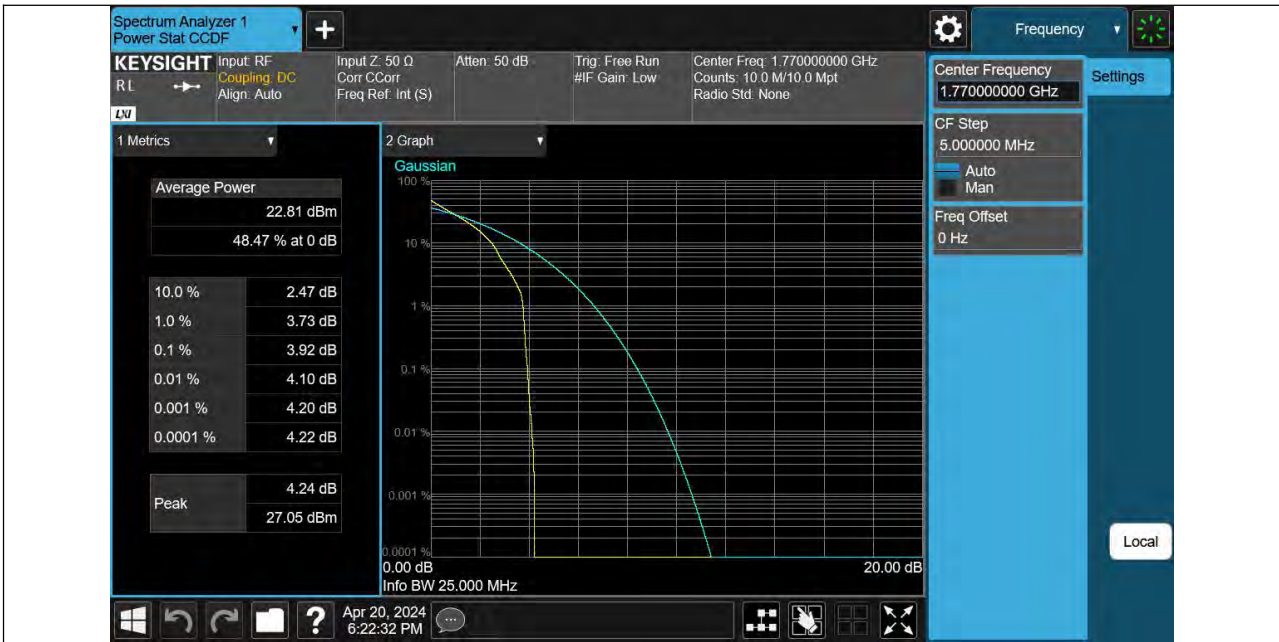 Spectrum Analyzer 1
Power Stat CCDF
+
Frequency
KEYSIGHT
RL
LXI
Input: RF
Coupling: DC
Align: Auto
Input Z: 50 Ω
Corr CCorr
Freq Ref: Int (S)
Atten: 50 dB
Trig: Free Run
#IF Gain: Low
Center Freq: 1.770000000 GHz
Counts: 10.0 M/10.0 Mpt
Radio Std: None
Center Frequency
1.770000000 GHz
Settings
CF Step
5.000000 MHz
Auto
Man
Freq Offset
0 Hz
1 Metrics
Average Power
22.81 dBm
48.47 % at 0 dB
10.0 % 2.47 dB
1.0 % 3.73 dB
0.1 % 3.92 dB
0.01 % 4.10 dB
0.001 % 4.20 dB
0.0001 % 4.22 dB
Peak
4.24 dB
27.05 dBm
2 Graph
Gaussian
100 %
10 %
1 %
0.1 %
0.01 %
0.001 %
0.0001 %
0.00 dB 20.00 dB
Info BW 25.000 MHz
Local
?
Apr 20, 2024
6:22:32 PM